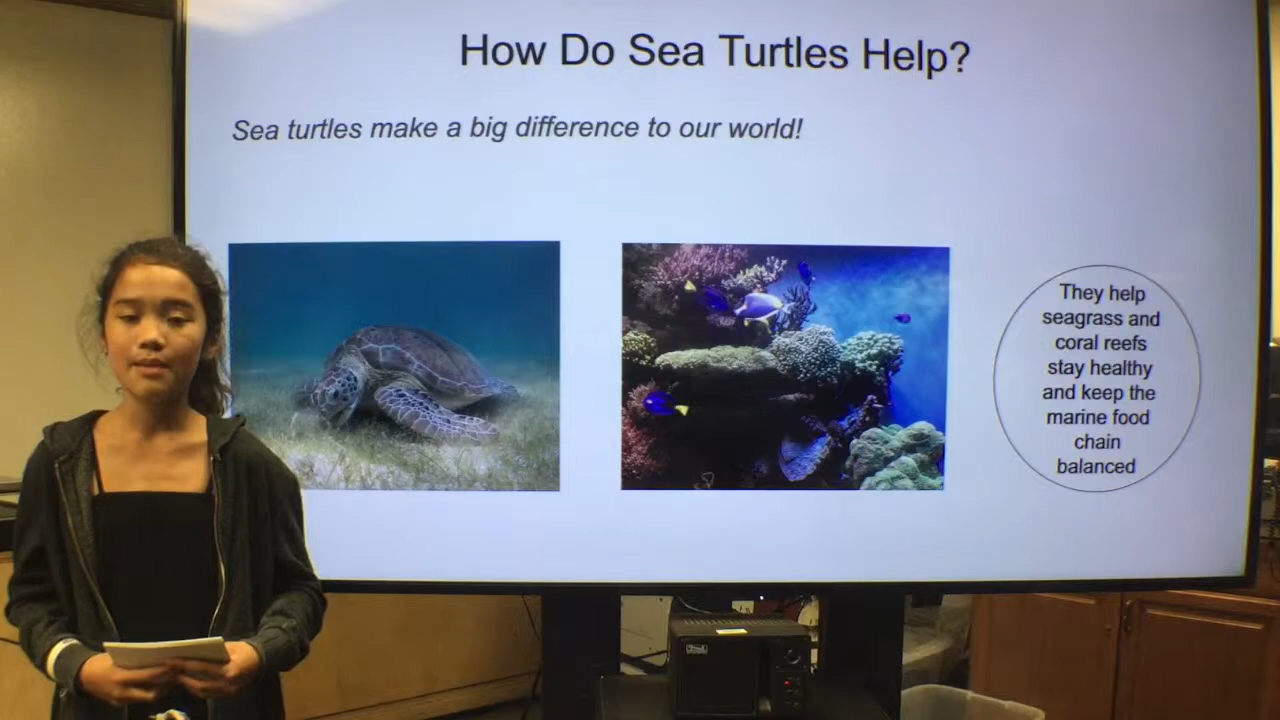 How Do Sea Turtles Help?
Sea turtles make a big difference to our world!
They help
seagrass and
coral reefs
stay healthy
and keep the
marine food
chain
balanced